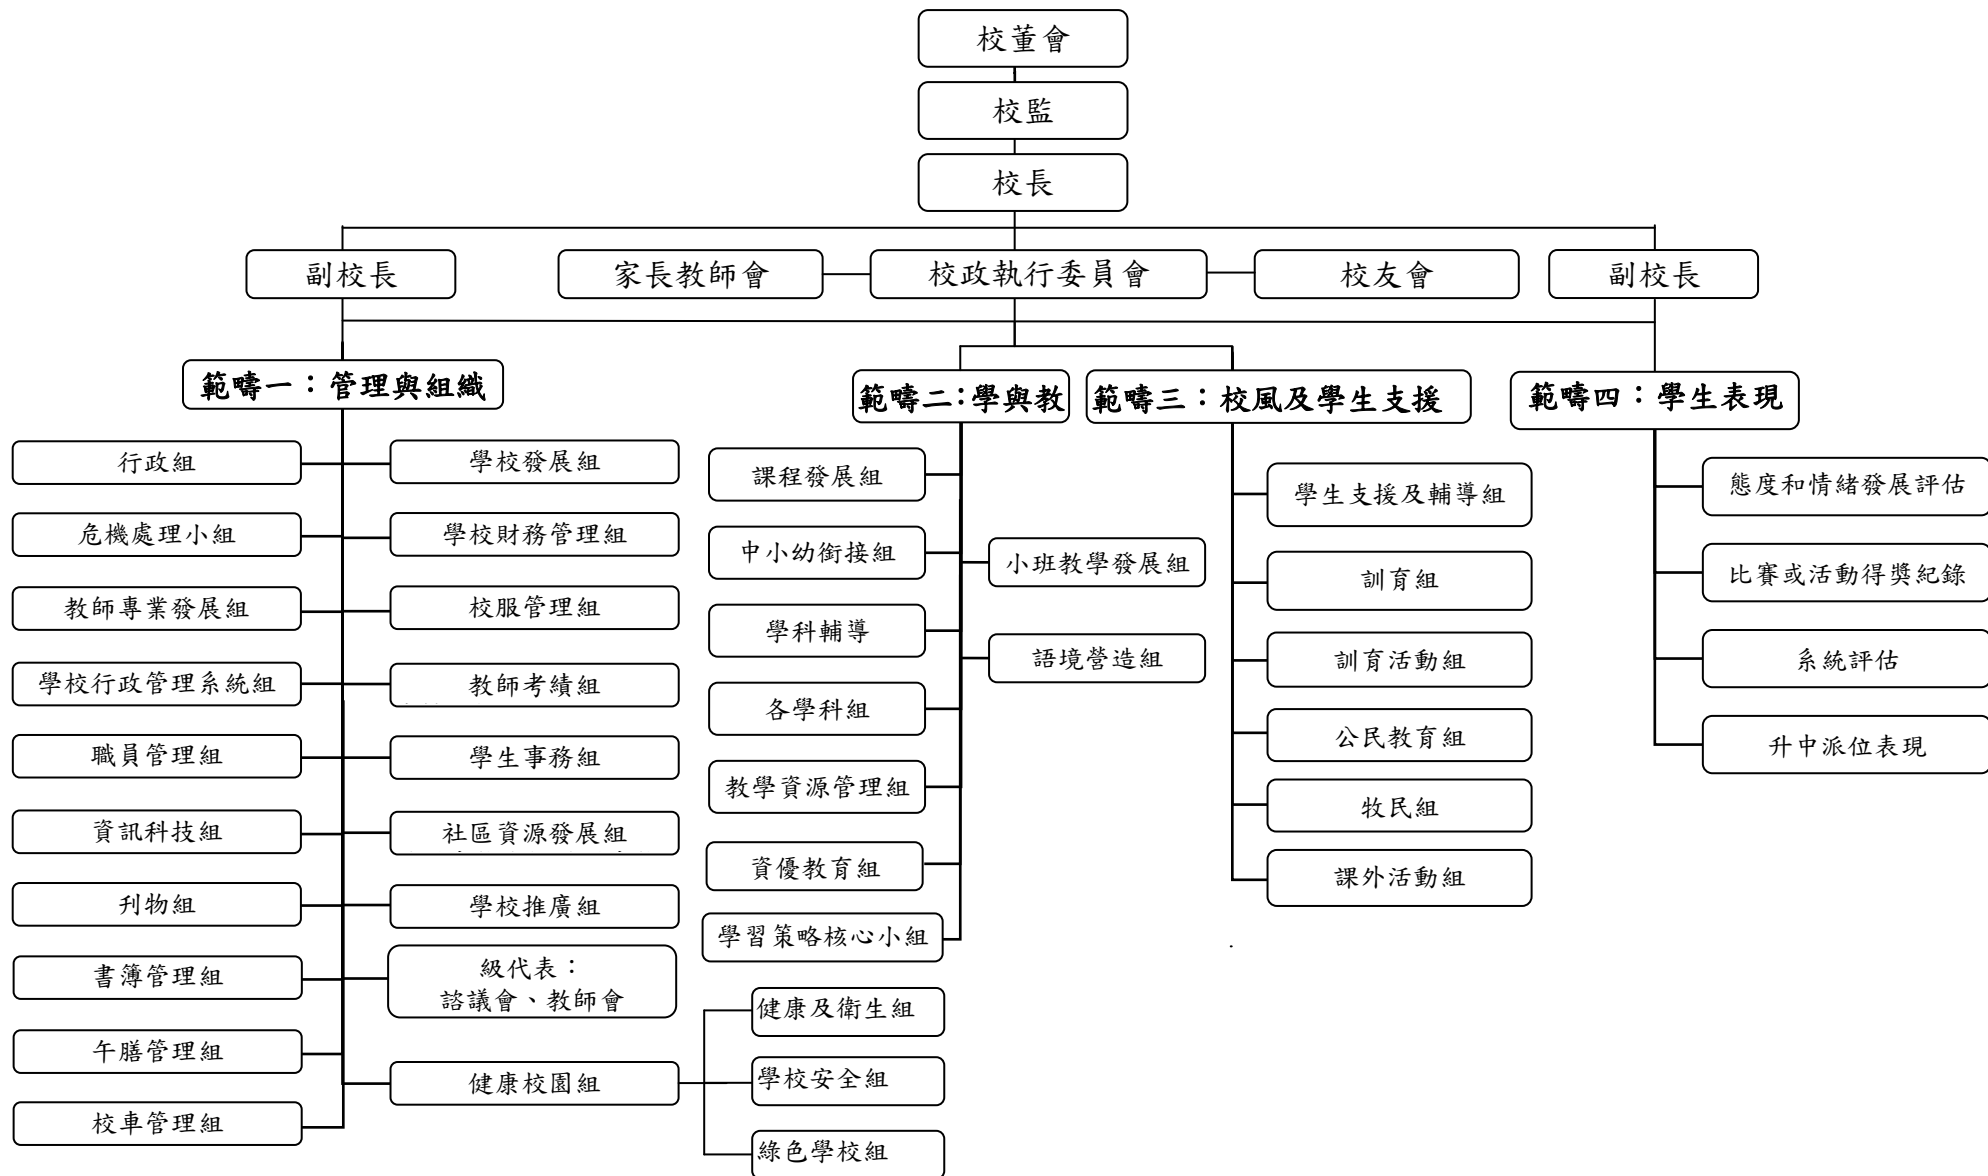 校董會
校監
校長
副校長
家長教師會
校政執行委員會
校友會
副校長
範疇一：管理與組織
範疇二：學與教
範疇三：校風及學生支援
範疇四：學生表現
行政組
學校發展組
危機處理小組
學校財務管理組
教師專業發展組
校服管理組
學校行政管理系統組
教師考績組
職員管理組
學生事務組
資訊科技組
社區資源發展組
刊物組
學校推廣組
書簿管理組
級代表：
諮議會、教師會
午膳管理組
健康校園組
校車管理組
健康及衛生組
學校安全組
綠色學校組
課程發展組
中小幼銜接組
小班教學發展組
學科輔導
語境營造組
各學科組
教學資源管理組
資優教育組
學習策略核心小組
學生支援及輔導組
訓育組
訓育活動組
公民教育組
牧民組
課外活動組
態度和情緒發展評估
比賽或活動得獎紀錄
系統評估
升中派位表現